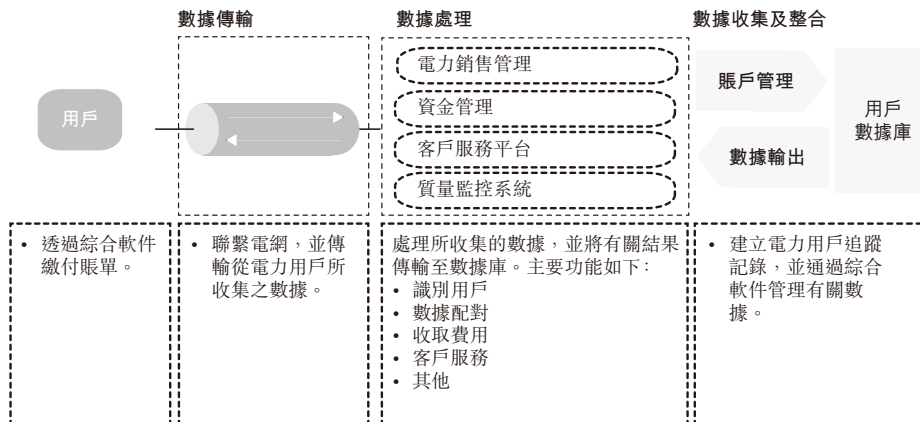 數據傳輸
數據處理
數據收集及整合
用戶
電力銷售管理
資金管理
客戶服務平台
質量監控系統
賬戶管理
數據輸出
用戶
數據庫
• 透過綜合軟件
繳付賬單。
• 聯繫電網，並傳
輸從電力用戶所
收集之數據。
處理所收集的數據，並將有關結果
傳輸至數據庫。主要功能如下：
• 識別用戶
• 數據配對
• 收取費用
• 客戶服務
• 其他
• 建立電力用戶追蹤
記錄，並通過綜合
軟件管理有關數
據。